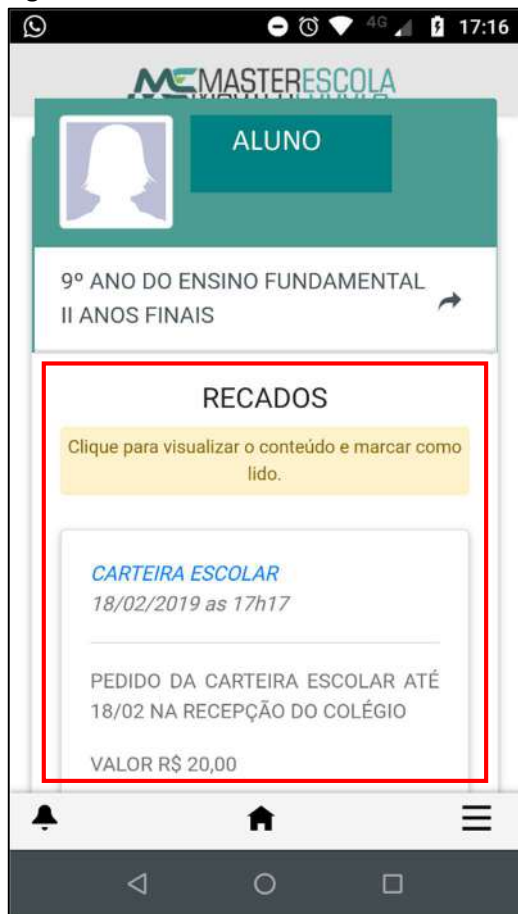 4G 17:16
MASTERESCOLA
ALUNO
9º ANO DO ENSINO FUNDAMENTAL
II ANOS FINAIS
RECADOS
Clique para visualizar o conteúdo e marcar como
lido.
CARTEIRA ESCOLAR
18/02/2019 as 17h17
PEDIDO DA CARTEIRA ESCOLAR ATÉ
18/02 NA RECEPÇÃO DO COLÉGIO
VALOR R$ 20,00